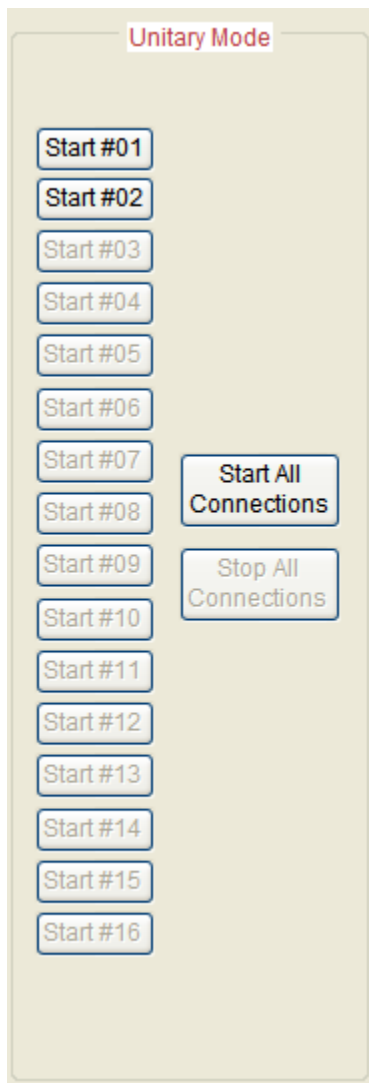 Unitary Mode
Start #01
Start #02
Start #03
Start #04
Start #05
Start #06
Start #07
Start #08
Start #09
Start #10
Start #11
Start #12
Start #13
Start #14
Start #15
Start #16
Start All
Connections
Stop All
Connections